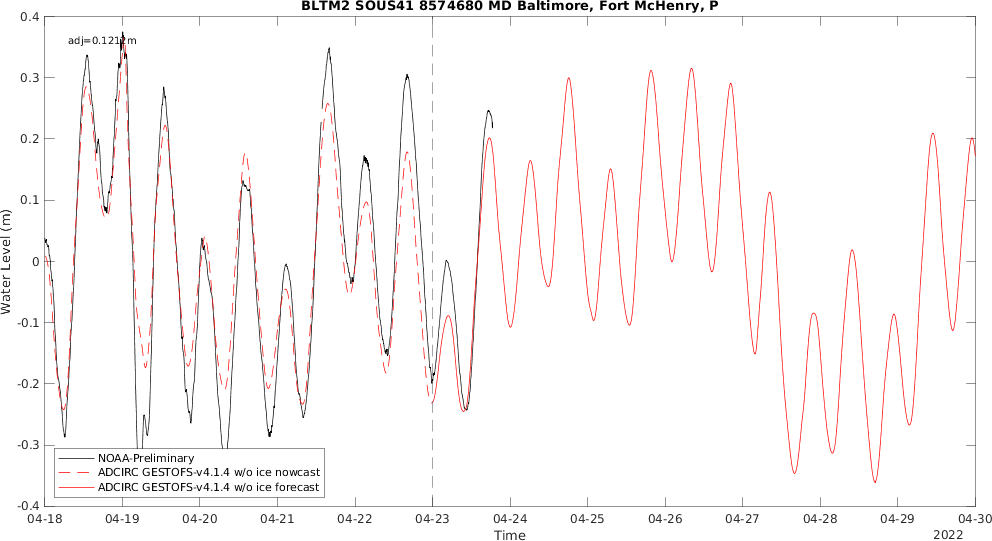 BLTM2 SOUS41 8574680 MD Baltimore, Fort McHenry, P
adj=0.1212m
0.4
0.3
0.2
0.1
0
-0.1
-0.2
-0.3
-0.4
Water Level (m)
NOAA-Preliminary
ADCIRC GESTOFS-v4.1.4 w/o ice nowcast
ADCIRC GESTOFS-v4.1.4 w/o ice forecast
04-18 04-19 04-20 04-21 04-22 04-23 04-24 04-25 04-26 04-27 04-28 04-29 04-30
Time
2022